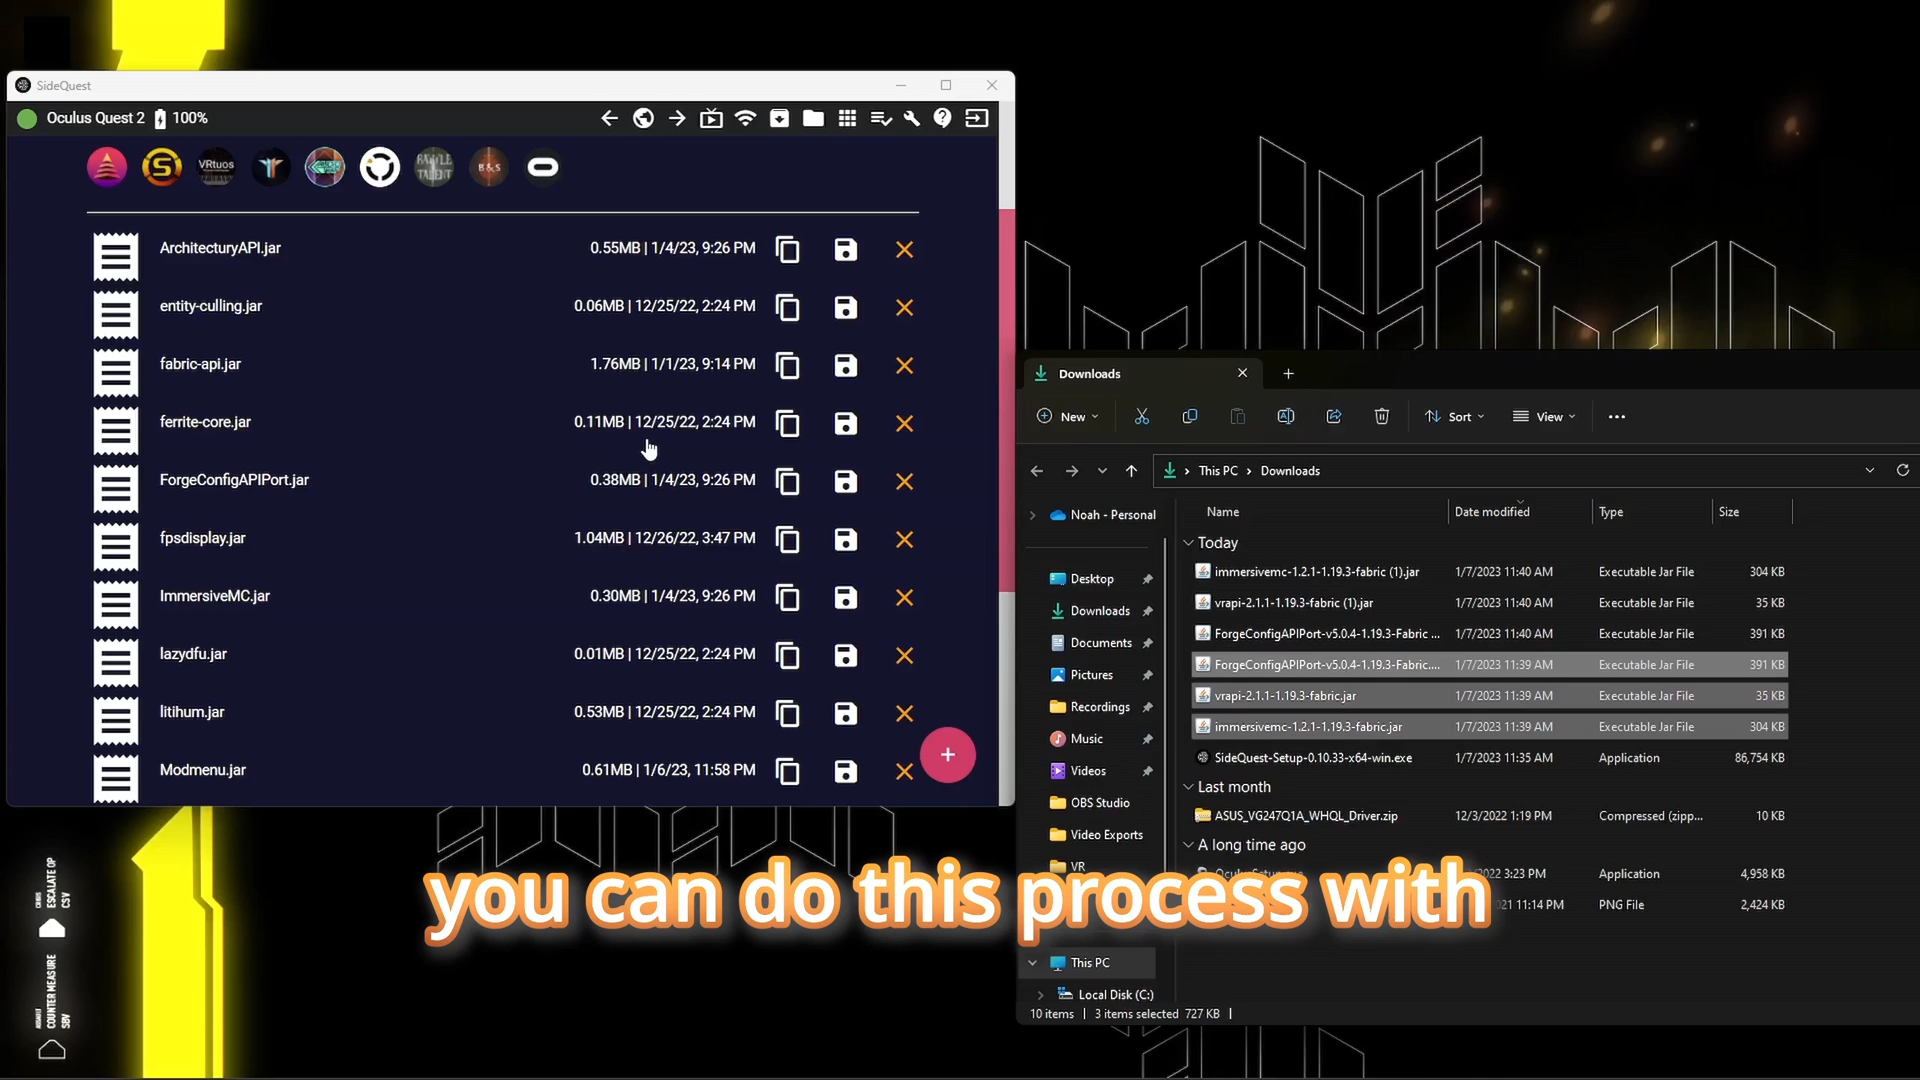 SideQuest
Oculus Quest 2 100%
VRtuos
BATTLE TALENT
B&S
ArchitecturyAPI.jar 0.55MB | 1/4/23, 9:26 PM
entity-culling.jar 0.06MB | 12/25/22, 2:24 PM
fabric-api.jar 1.76MB | 1/1/23, 9:14 PM
ferrite-core.jar 0.11MB | 12/25/22, 2:24 PM
ForgeConfigAPIPort.jar 0.38MB | 1/4/23, 9:26 PM
fpsdisplay.jar 1.04MB | 12/26/22, 3:47 PM
ImmersiveMC.jar 0.30MB | 1/4/23, 9:26 PM
lazydfu.jar 0.01MB | 12/25/22, 2:24 PM
litihum.jar 0.53MB | 12/25/22, 2:24 PM
Modmenu.jar 0.61MB | 1/6/23, 11:58 PM
Downloads
New Sort View
This PC > Downloads
Noah - Personal
Desktop
Downloads
Documents
Pictures
Recordings
Music
Videos
OBS Studio
Video Exports
VR
This PC
Local Disk (C:)
Name Date modified Type Size
Today
immersivemc-1.2.1-1.19.3-fabric (1).jar 1/7/2023 11:40 AM Executable Jar File 304 KB
vrapi-2.1.1-1.19.3-fabric (1).jar 1/7/2023 11:40 AM Executable Jar File 35 KB
ForgeConfigAPIPort-v5.0.4-1.19.3-Fabric ... 1/7/2023 11:40 AM Executable Jar File 391 KB
ForgeConfigAPIPort-v5.0.4-1.19.3-Fabric.... 1/7/2023 11:39 AM Executable Jar File 391 KB
vrapi-2.1.1-1.19.3-fabric.jar 1/7/2023 11:39 AM Executable Jar File 35 KB
immersivemc-1.2.1-1.19.3-fabric.jar 1/7/2023 11:39 AM Executable Jar File 304 KB
SideQuest-Setup-0.10.33-x64-win.exe 1/7/2023 11:35 AM Application 86,754 KB
Last month
ASUS_VG247Q1A_WHQL_Driver.zip 12/3/2022 1:19 PM Compressed (zipp... 10 KB
A long time ago
3:23 PM Application 4,958 KB
11:14 PM PNG File 2,424 KB
10 items 3 items selected 727 KB
you can do this process with
ESCALATE OP
CSV
COUNTER MEASURE
SBV